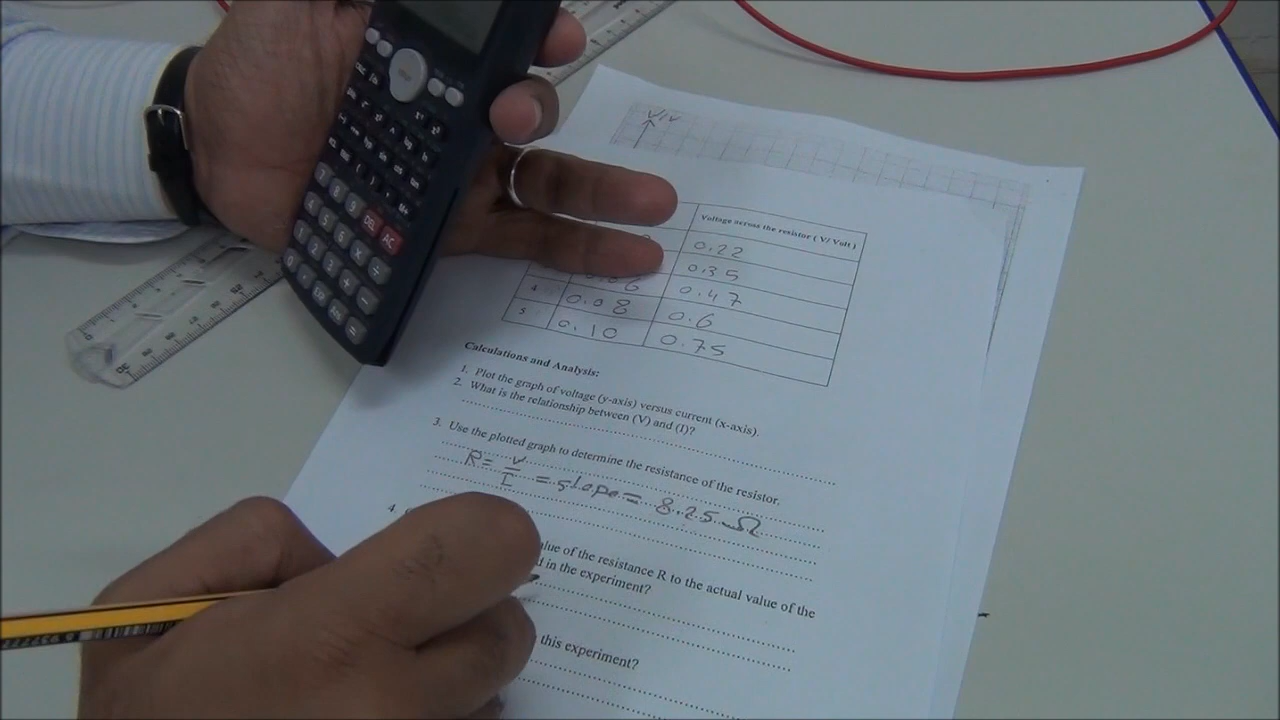 V/V
Voltage across the resistor ( V/ Volt )
0.22
0.35
0.06 0.47
4 0.08 0.6
5 0.10 0.75
Calculations and Analysis:
1. Plot the graph of voltage (y-axis) versus current (x-axis).
2. What is the relationship between (V) and (I)?
3. Use the plotted graph to determine the resistance of the resistor.
R = V/I = slope = 8.25 Ω
4.
value of the resistance R to the actual value of the
in the experiment?
this experiment?